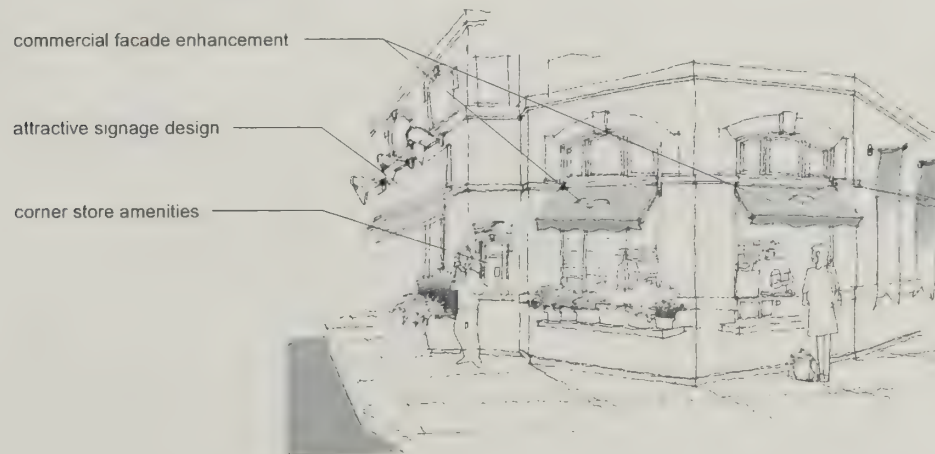 commercial facade enhancement
attractive signage design
corner store amenities